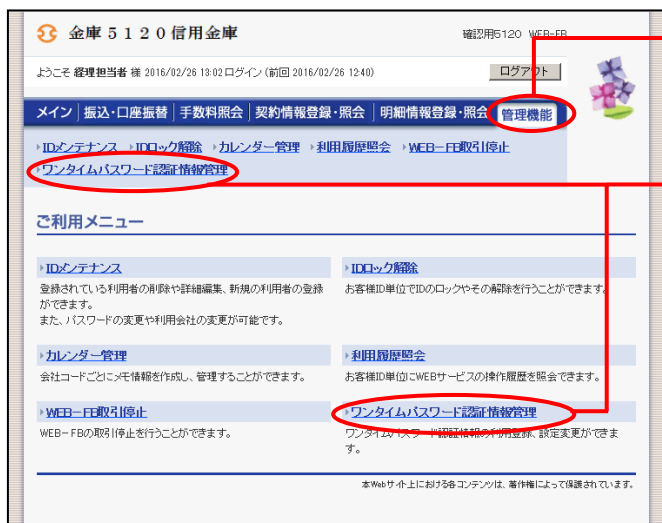 金庫５１２０信用金庫
確認用5120 WEB-FB
ようこそ 経理担当者 様 2016/02/26 13:02 ログイン (前回 2016/02/26 12:40)
ログアウト
メイン 振込・口座振替 手数料照会 契約情報登録・照会 明細情報登録・照会 管理機能
IDメンテナンス IDロック解除 カレンダー管理 利用履歴照会 WEB－FB取引停止
ワンタイムパスワード認証情報管理
ご利用メニュー
IDメンテナンス
登録されている利用者の削除や詳細編集、新規の利用者の登録
ができます。
また、パスワードの変更や利用会社の変更が可能です。
IDロック解除
お客様ID単位でIDのロックやその解除を行うことができます。
カレンダー管理
会社コードごとにメモ情報を作成し、管理することができます。
利用履歴照会
お客様ID単位にWEBサービスの操作履歴を照会できます。
WEB－FB取引停止
WEB－FBの取引停止を行うことができます。
ワンタイムパスワード認証情報管理
ワンタイムパスワード認証情報の利用登録、設定変更ができま
す。
本Webサイト上における各コンテンツは、著作権によって保護されています。